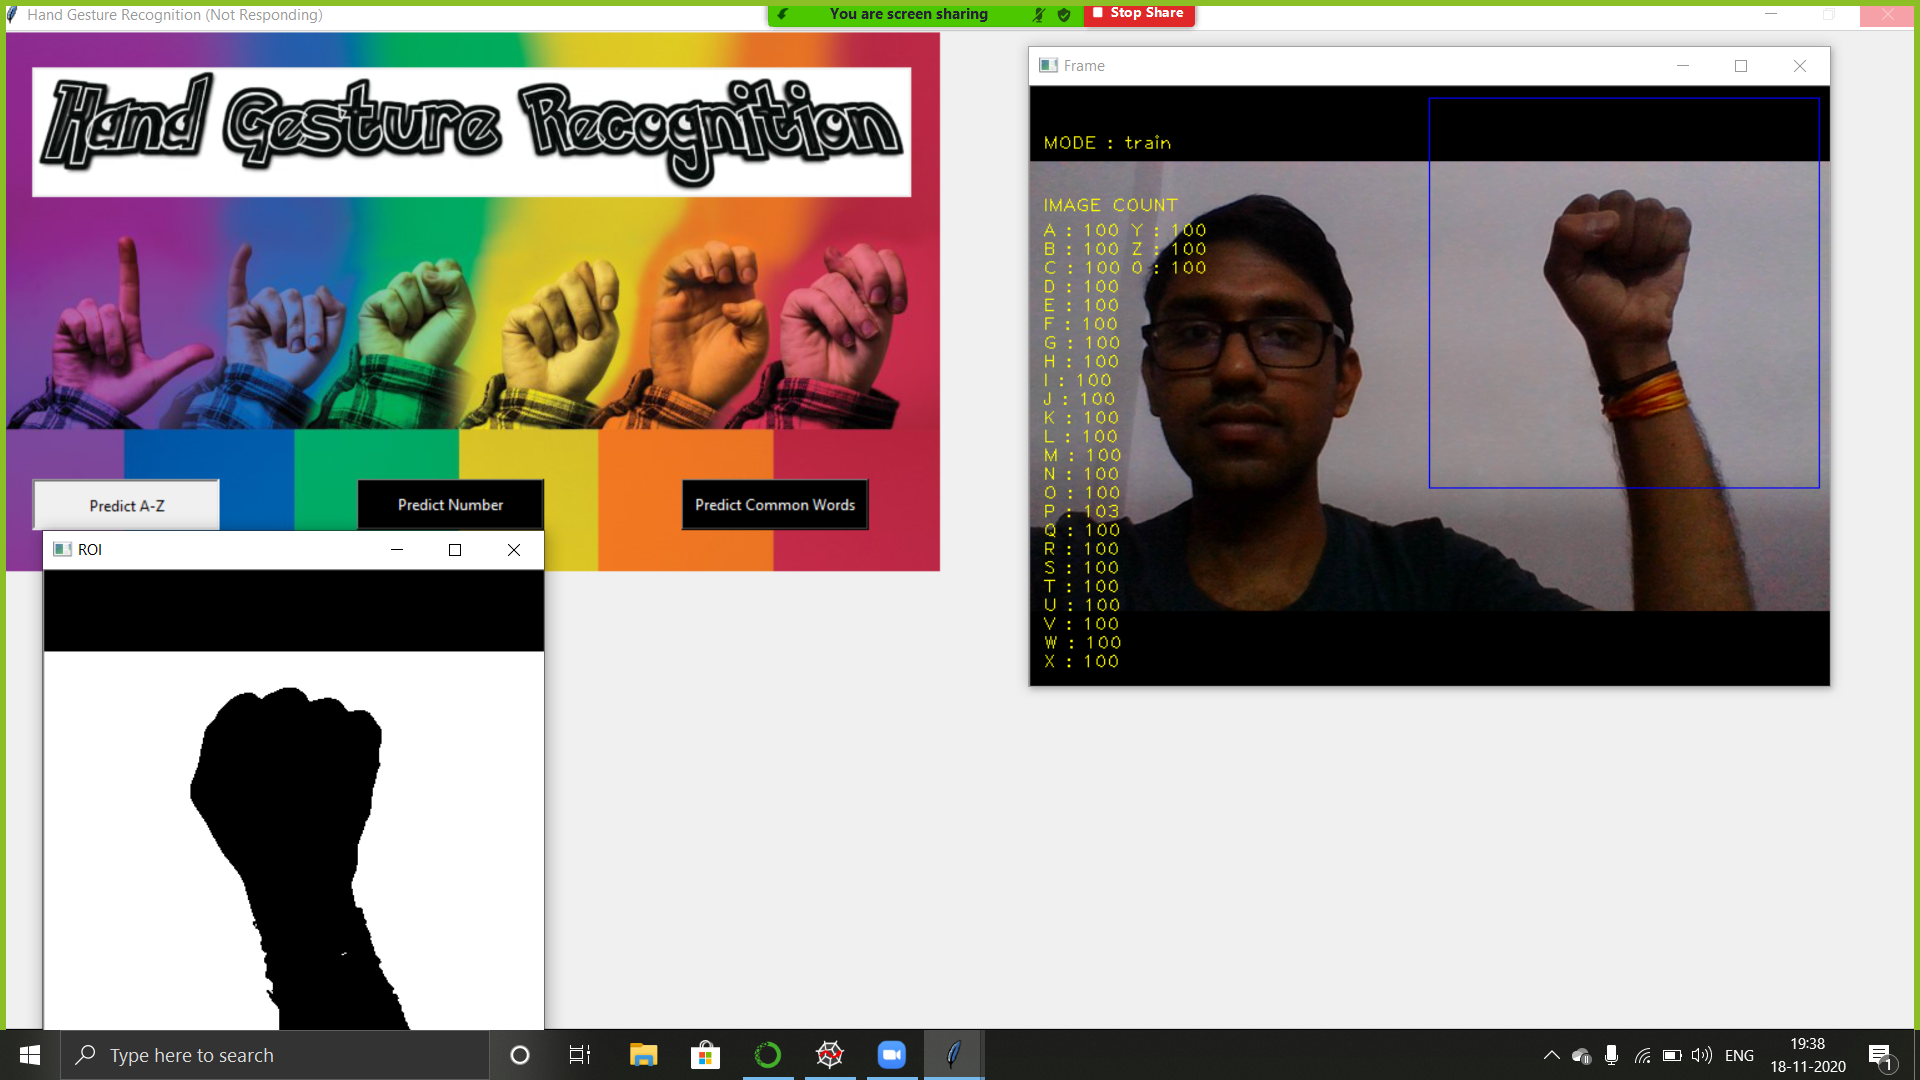 Hand Gesture Recognition (Not Responding)
You are screen sharing
Stop Share
Hand Gesture Recognition
Predict A-Z
Predict Number
Predict Common Words
ROI
Frame
MODE : train
IMAGE COUNT
A : 100 Y : 100
B : 100 Z : 100
C : 100 0 : 100
D : 100
E : 100
F : 100
G : 100
H : 100
I : 100
J : 100
K : 100
L : 100
M : 100
N : 100
O : 100
P : 103
Q : 100
R : 100
S : 100
T : 100
U : 100
V : 100
W : 100
X : 100
Type here to search
ENG
19:38
18-11-2020
1